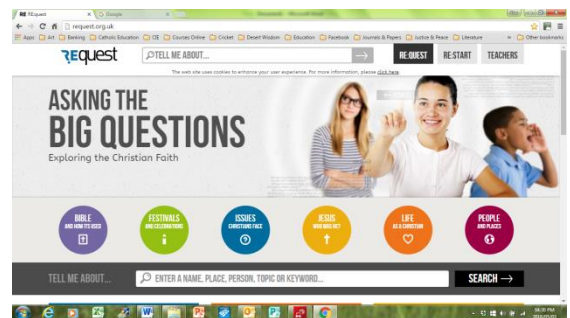 REquest
Google
request.org.uk
Apps Art Banking Catholic Education CIE Courses Online Cricket Desert Wisdom Education Facebook Journals & Papers Justice & Peace Literature Other bookmarks
REquest
TELL ME ABOUT...
RE:QUEST
RE:START
TEACHERS
The web site uses cookies to enhance your user experience. For more information, please click here.
ASKING THE
BIG QUESTIONS
Exploring the Christian Faith
BIBLE
AND HOW ITS USED
FESTIVALS
AND CELEBRATIONS
ISSUES
CHRISTIANS FACE
JESUS
WHO WAS HE?
LIFE
AS A CHRISTIAN
PEOPLE
AND PLACES
TELL ME ABOUT...
ENTER A NAME, PLACE, PERSON, TOPIC OR KEYWORD...
SEARCH →